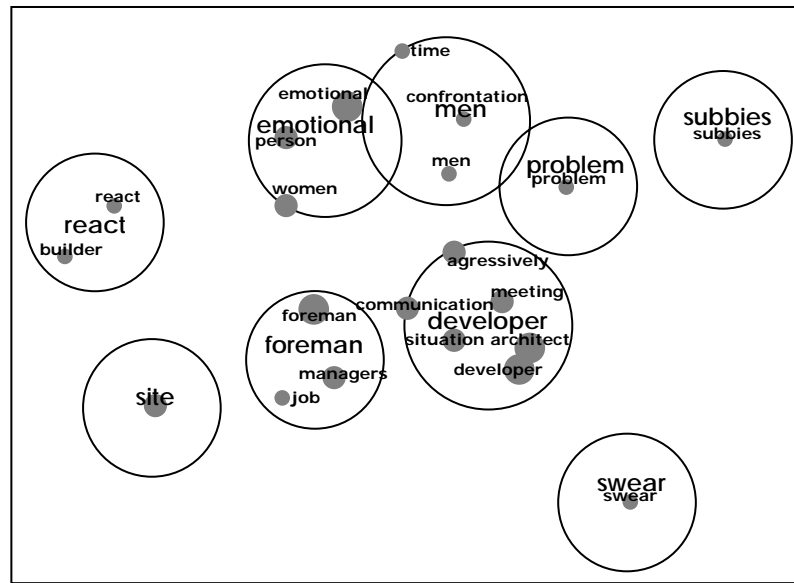 time
emotional
confrontation
men
emotional
person
subbies
subbies
men
problem
problem
women
react
react
builder
agressively
communication
meeting
foreman
developer
situation architect
foreman
managers
developer
job
site
swear
swear